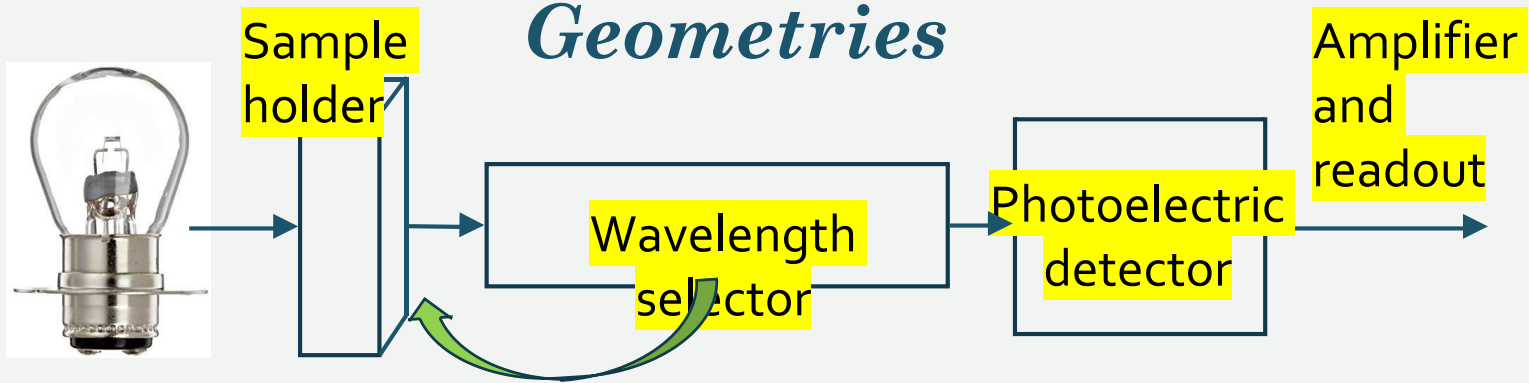 Geometries
Sample
holder
Wavelength
selector
Photoelectric
detector
Amplifier
and
readout